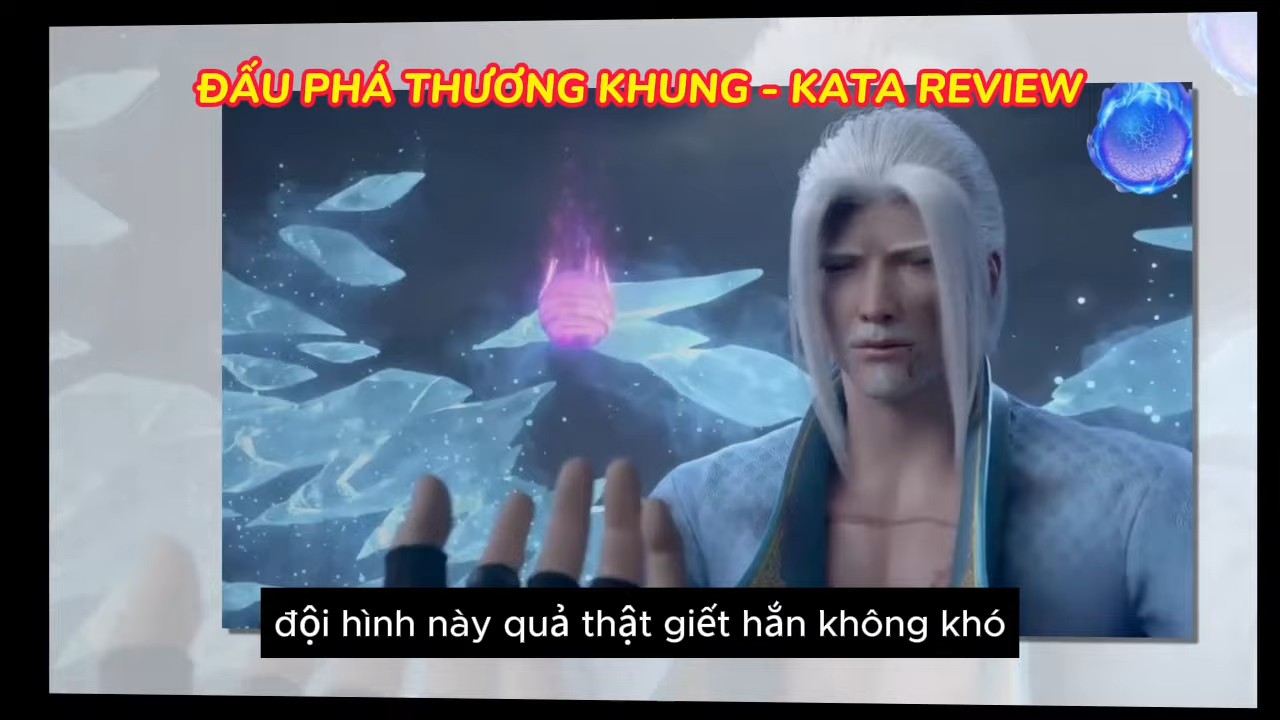 ĐẤU PHÁ THƯƠNG KHUNG - KATA REVIEW
đội hình này quả thật giết hắn không khó